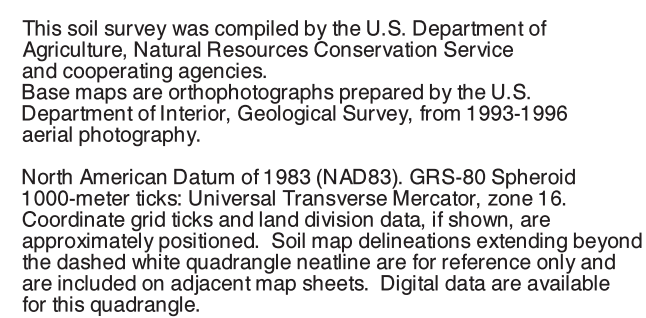 This soil survey was compiled by the U.S. Department of
Agriculture, Natural Resources Conservation Service
and cooperating agencies.
Base maps are orthophotographs prepared by the U.S.
Department of Interior, Geological Survey, from 1993-1996
aerial photography.
North American Datum of 1983 (NAD83). GRS-80 Spheroid
1000-meter ticks: Universal Transverse Mercator, zone 16.
Coordinate grid ticks and land division data, if shown, are
approximately positioned. Soil map delineations extending beyond
the dashed white quadrangle neatline are for reference only and
are included on adjacent map sheets. Digital data are available
for this quadrangle.